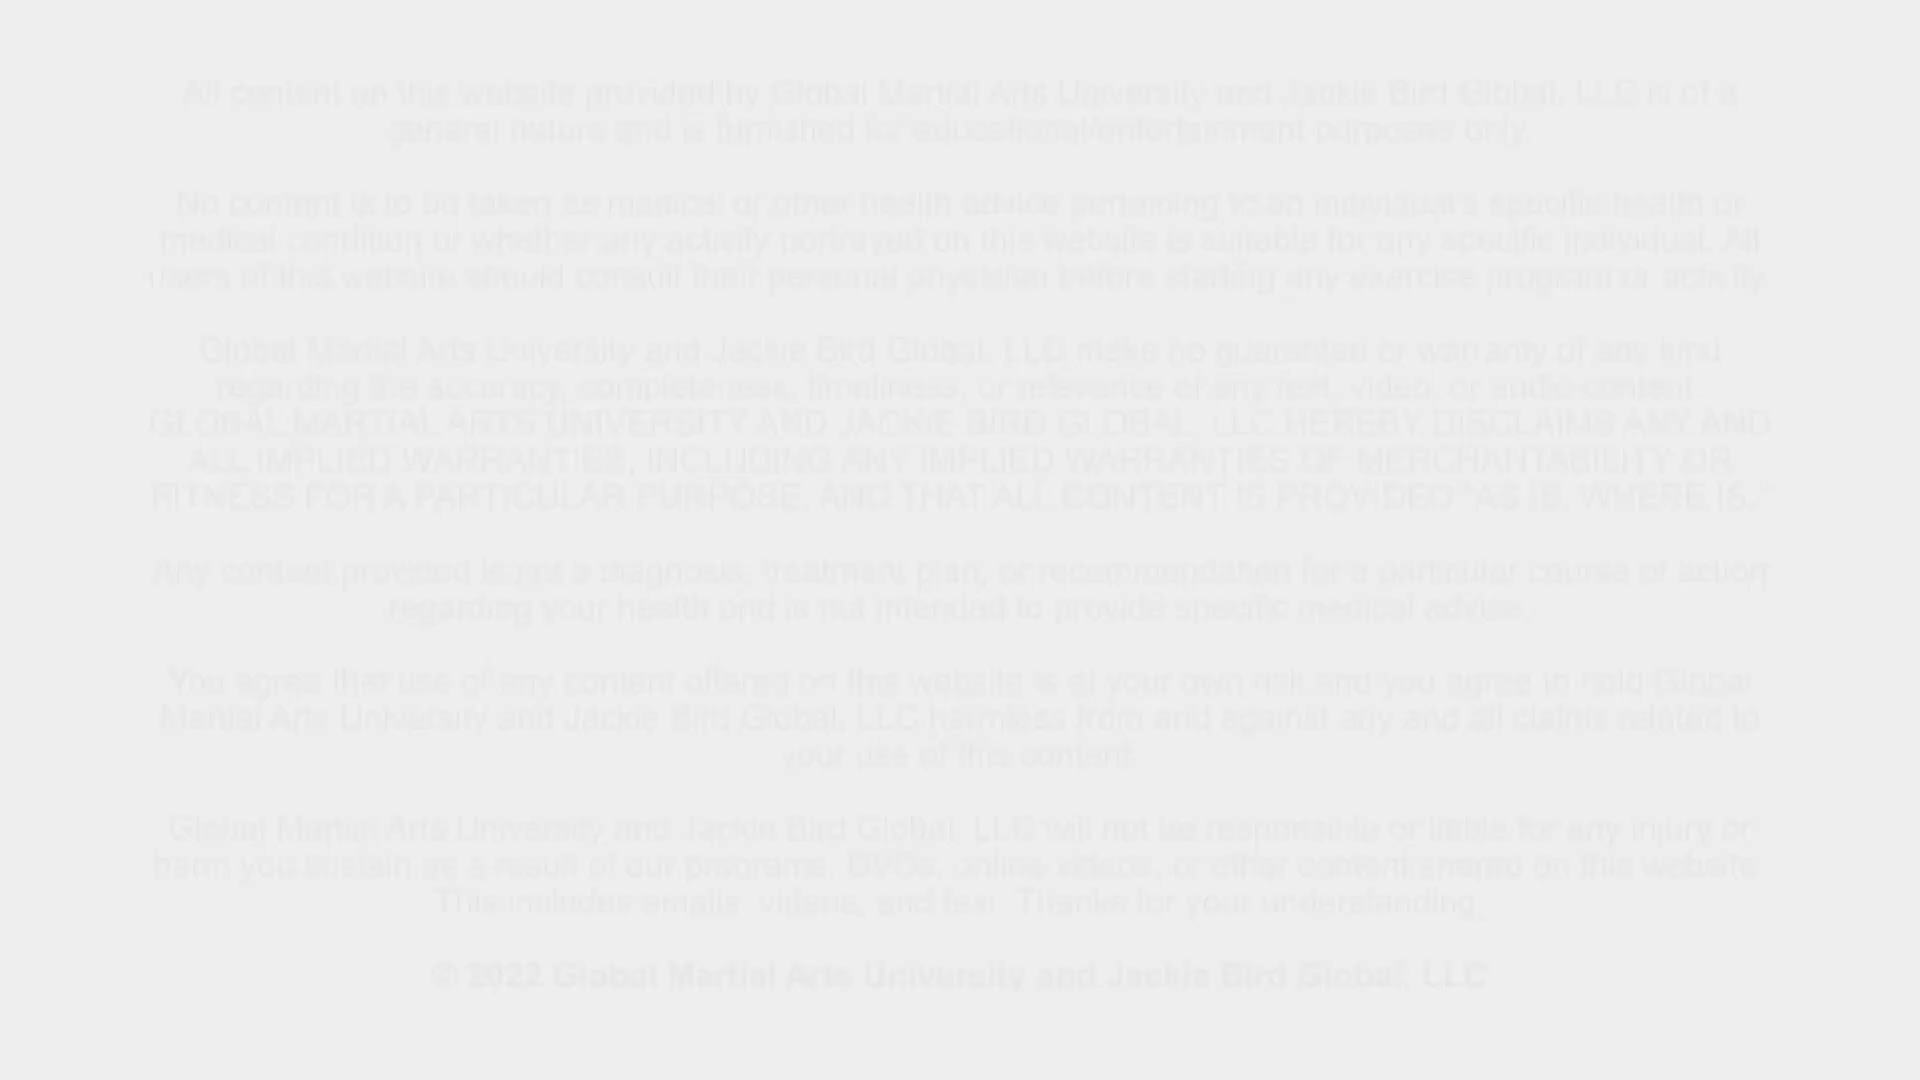 All content on this website provided by Global Martial Arts University and Jackie Bird Global, LLC is of a
general nature and is furnished for educational/entertainment purposes only.
No content is to be taken as medical or other health advice pertaining to an individual's specific health or
medical condition or whether any activity portrayed on this website is suitable for any specific individual. All
users of this website should consult their personal physician before starting any exercise program or activity.
Global Martial Arts University and Jackie Bird Global, LLC make no guarantee or warranty of any kind
regarding the accuracy, completeness, timeliness, or relevance of any text, video, or audio content.
GLOBAL MARTIAL ARTS UNIVERSITY AND JACKIE BIRD GLOBAL, LLC HEREBY DISCLAIMS ANY AND
ALL IMPLIED WARRANTIES, INCLUDING ANY IMPLIED WARRANTIES OF MERCHANTABILITY OR
FITNESS FOR A PARTICULAR PURPOSE, AND THAT ALL CONTENT IS PROVIDED "AS IS, WHERE IS."
Any content provided is not a diagnosis, treatment plan, or recommendation for a particular course of action
regarding your health and is not intended to provide specific medical advise.
You agree that use of any content offered on this website is at your own risk and you agree to hold Global
Martial Arts University and Jackie Bird Global, LLC harmless from and against any and all claims related to
your use of this content.
Global Martial Arts University and Jackie Bird Global, LLC will not be responsible or liable for any injury or
harm you sustain as a result of our programs, DVDs, online videos, or other content shared on this website.
This includes emails, videos, and text. Thanks for your understanding.
© 2022 Global Martial Arts University and Jackie Bird Global, LLC